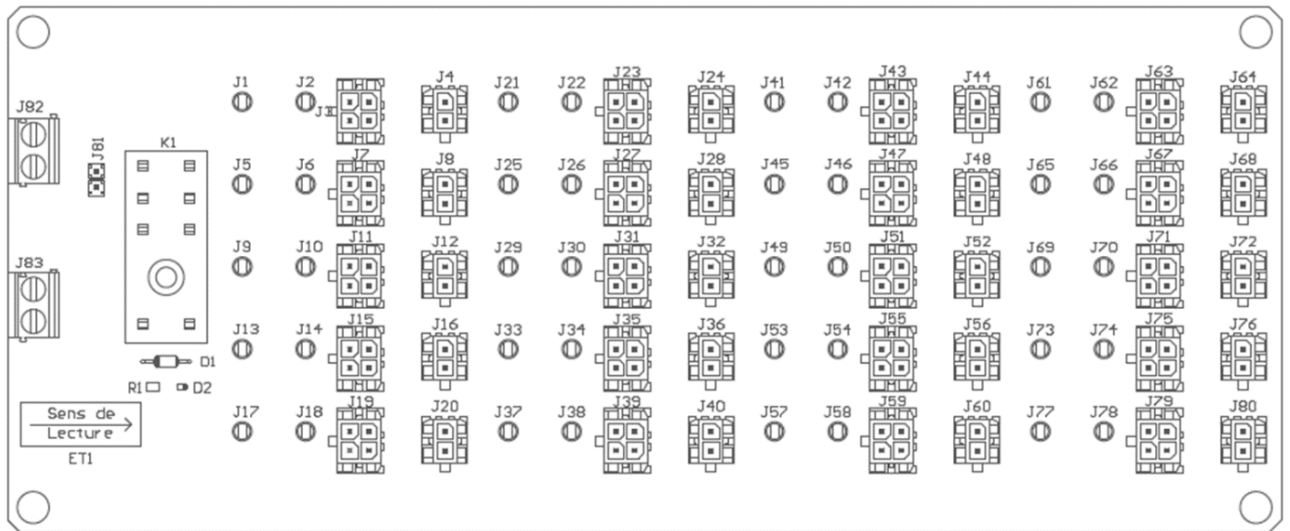 J1 J2 J3 J4 J21 J22 J23 J24 J41 J42 J43 J44 J61 J62 J63 J64
J82
J81
K1
J5 J6 J7 J8 J25 J26 J27 J28 J45 J46 J47 J48 J65 J66 J67 J68
J83
J9 J10 J11 J12 J29 J30 J31 J32 J49 J50 J51 J52 J69 J70 J71 J72
J13 J14 J15 J16 J33 J34 J35 J36 J53 J54 J55 J56 J73 J74 J75 J76
D1
R1 D2
J17 J18 J19 J20 J37 J38 J39 J40 J57 J58 J59 J60 J77 J78 J79 J80
Sens de
Lecture
ET1